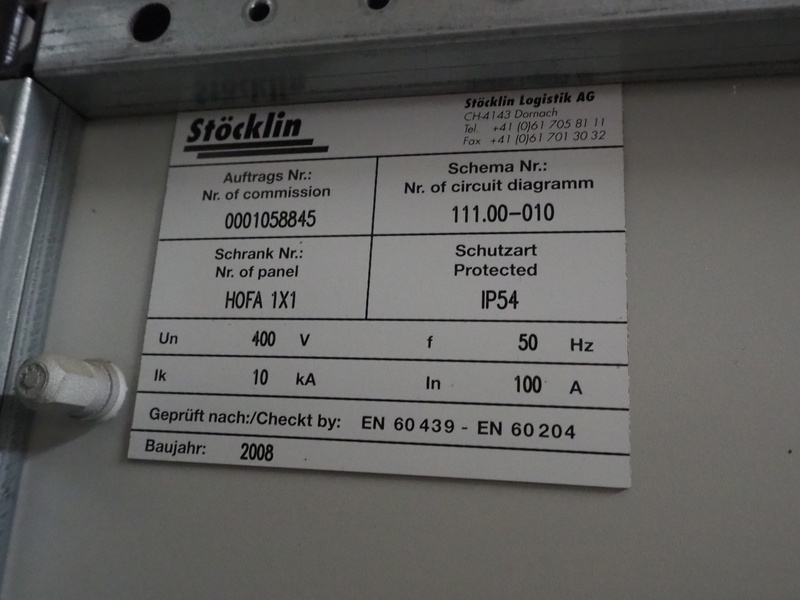 Stöcklin
Stöcklin Logistik AG
CH-4143 Dornach
Tel. +41 (0)61 705 81 11
Fax +41 (0)61 701 30 32
Auftrags Nr.:
Nr. of commission
0001058845
Schema Nr.:
Nr. of circuit diagramm
111.00-010
Schrank Nr.:
Nr. of panel
HOFA 1X1
Schutzart
Protected
IP54
Un 400 V f 50 Hz
Ik 10 kA In 100 A
Geprüft nach:/Checkt by: EN 60 439 - EN 60 204
Baujahr: 2008